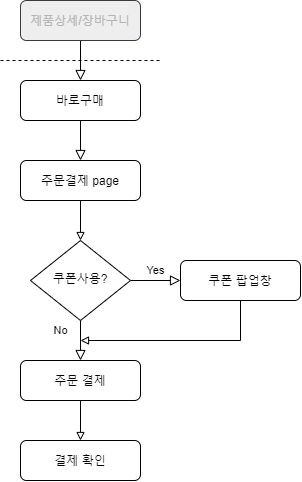 제품상세/장바구니
바로구매
주문결제 page
쿠폰사용?
Yes
쿠폰 팝업창
No
주문 결제
결제 확인